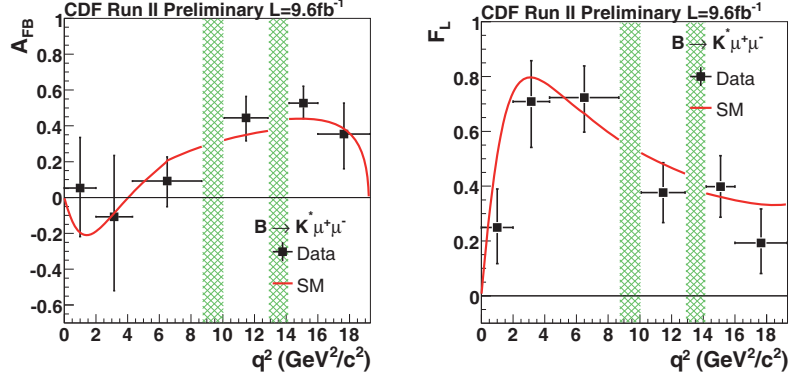 CDF Run II Preliminary L=9.6fb⁻¹
A_FB
1
0.8
0.6
0.4
0.2
0
-0.2
-0.4
-0.6
B → K* μ⁺μ⁻
Data
SM
0 2 4 6 8 10 12 14 16 18
q² (GeV²/c²)
CDF Run II Preliminary L=9.6fb⁻¹
F_L
1
0.8
0.6
0.4
0.2
0
B → K* μ⁺μ⁻
Data
SM
0 2 4 6 8 10 12 14 16 18
q² (GeV²/c²)